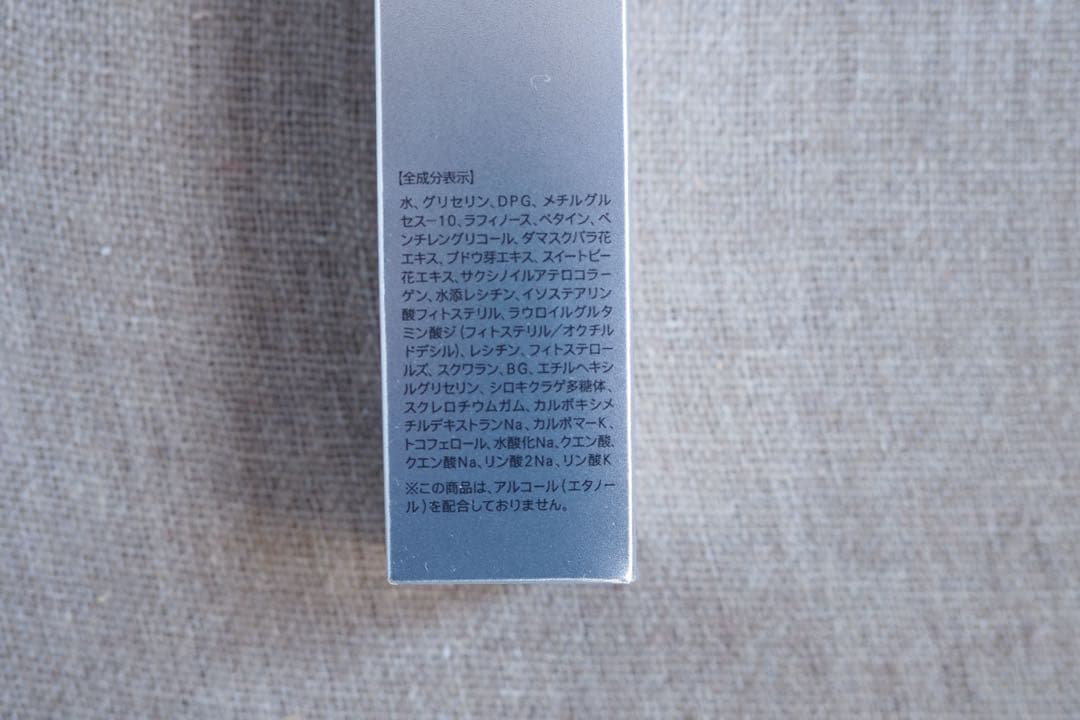 【全成分表示】
水、グリセリン、DPG、メチルグル
セス−10、ラフィノース、ベタイン、ペ
ンチレングリコール、ダマスクバラ花
エキス、ブドウ芽エキス、スイートピー
花エキス、サクシノイルアテロコラー
ゲン、水添レシチン、イソステアリン
酸フィトステリル、ラウロイルグルタ
ミン酸ジ(フィトステリル／オクチル
ドデシル)、レシチン、フィトステロー
ルズ、スクワラン、BG、エチルヘキシ
ルグリセリン、シロキクラゲ多糖体、
スクレロチウムガム、カルボキシメ
チルデキストランNa、カルボマーK、
トコフェロール、水酸化Na、クエン酸、
クエン酸Na、リン酸2Na、リン酸K
※この商品は、アルコール(エタノー
ル)を配合しておりません。